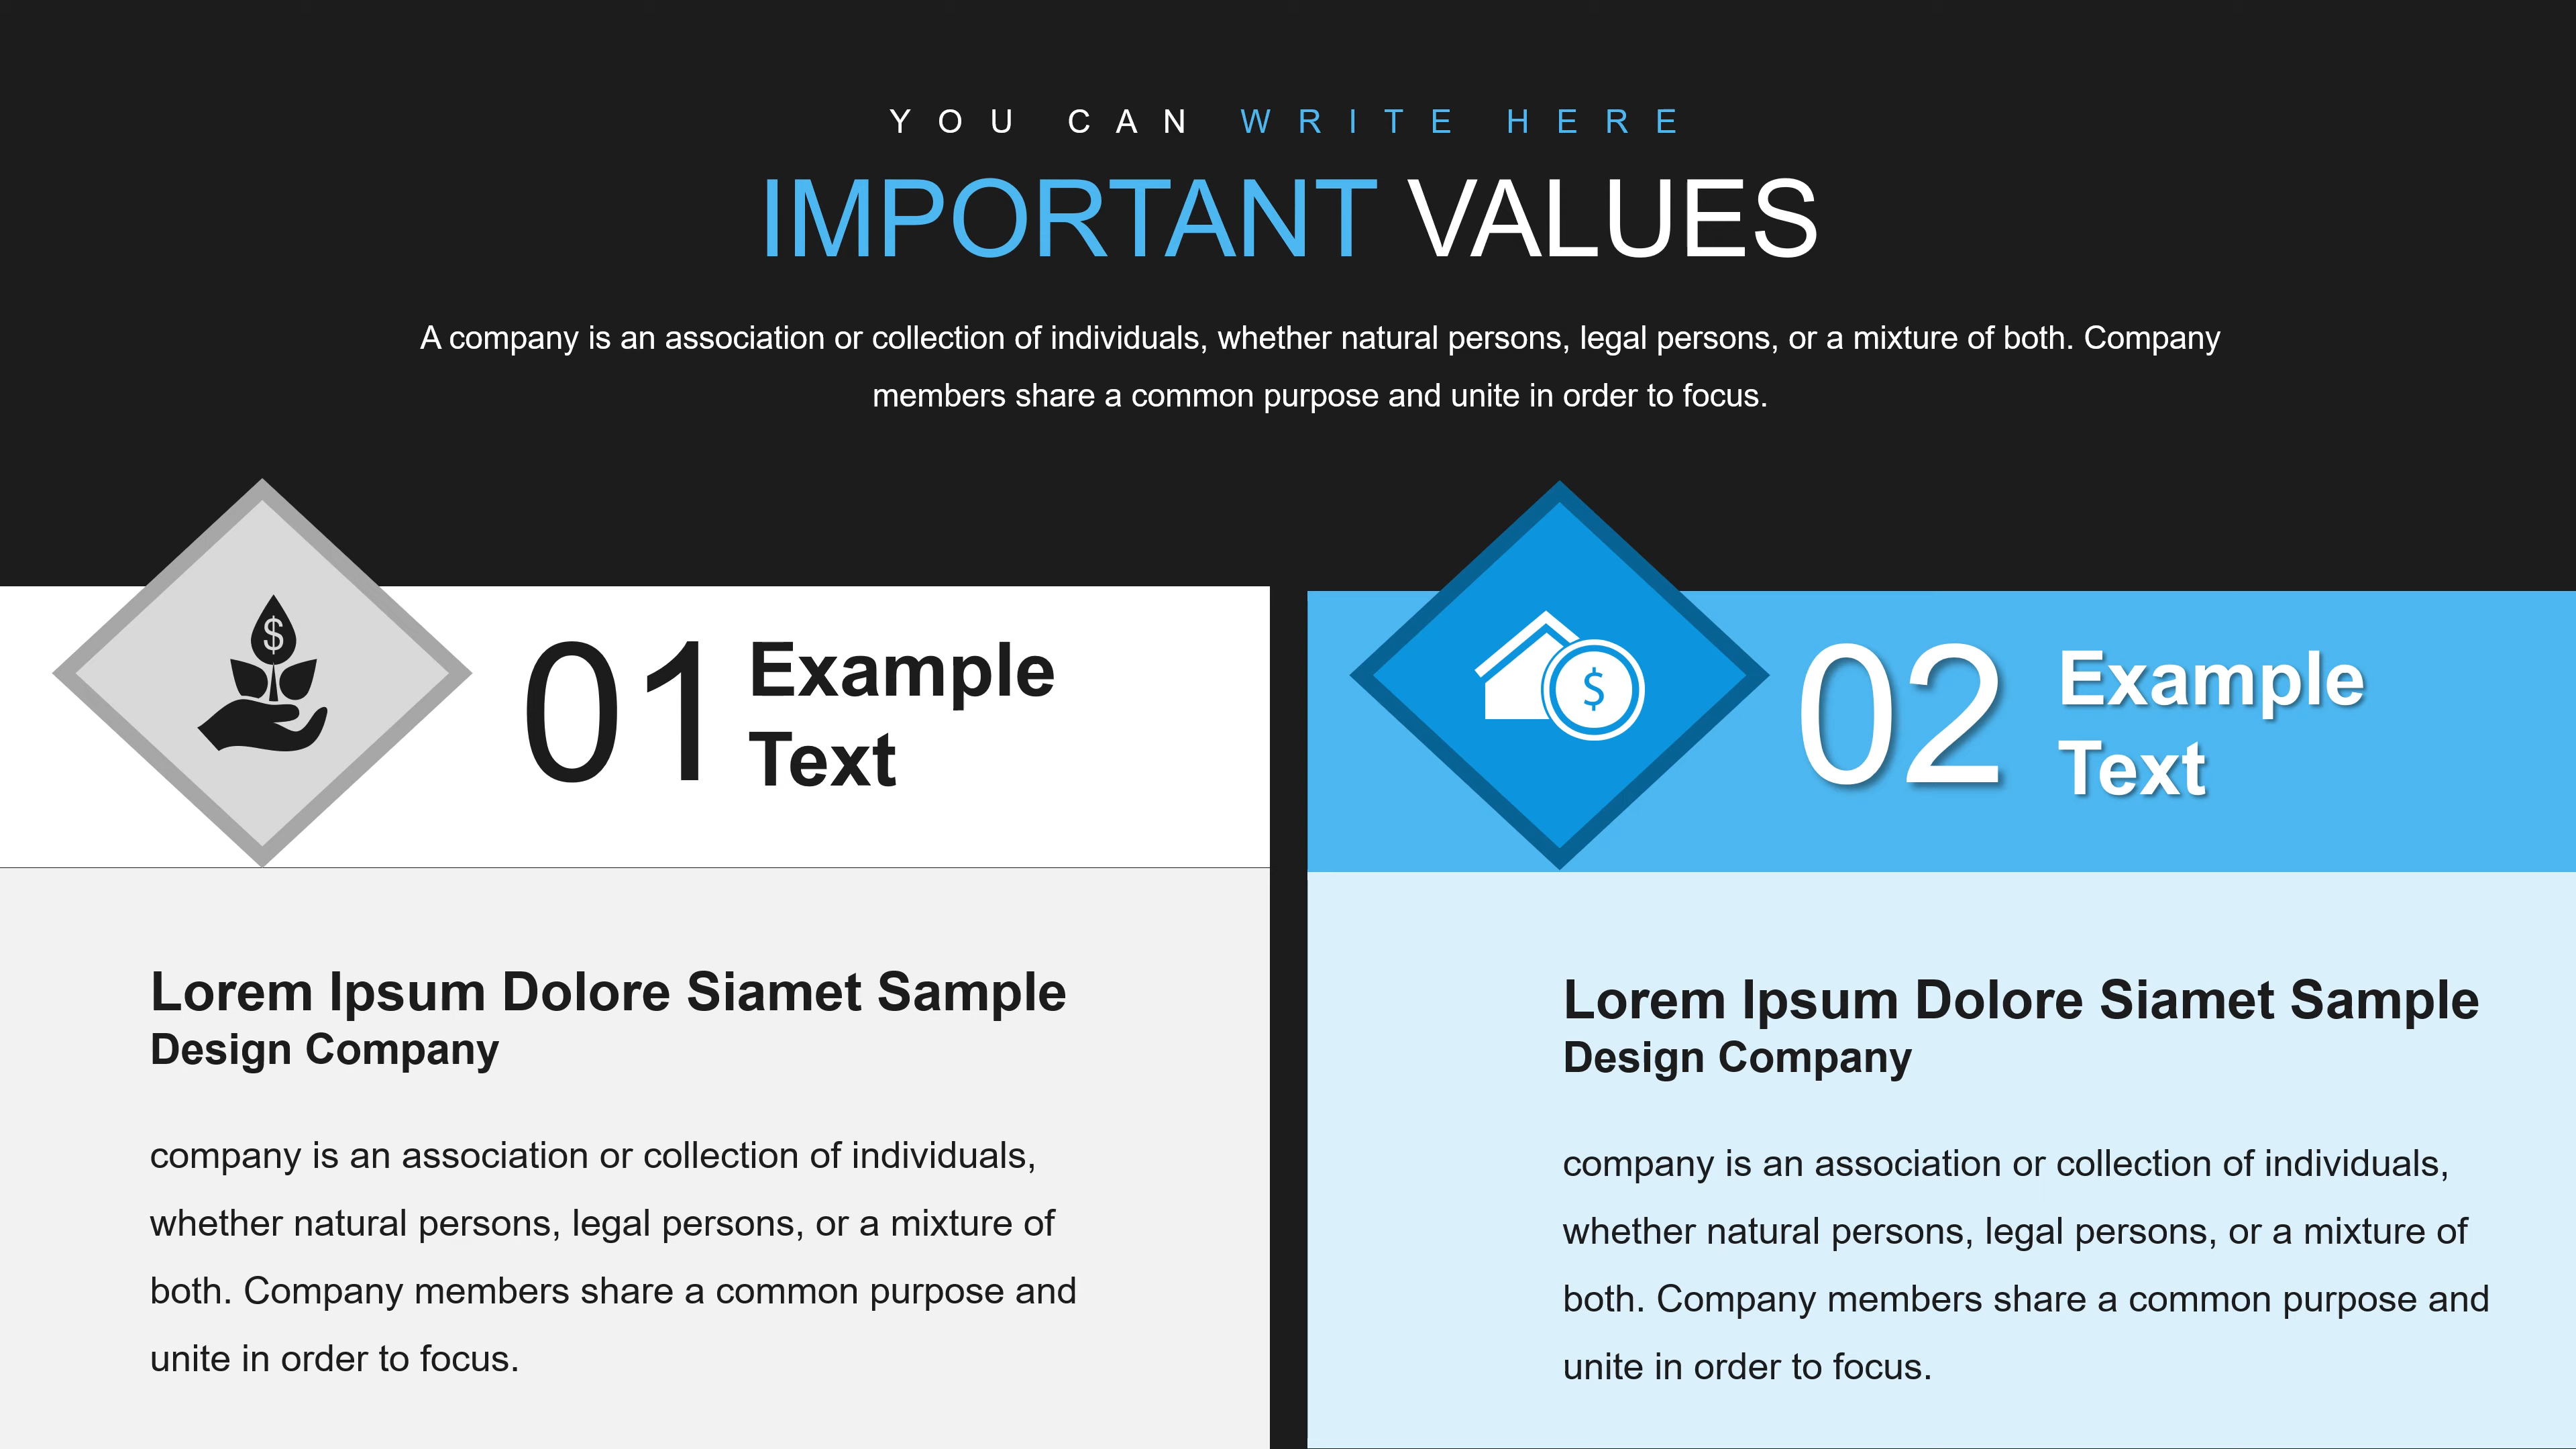 YOU CAN WRITE HERE
IMPORTANT VALUES
A company is an association or collection of individuals, whether natural persons, legal persons, or a mixture of both. Company
members share a common purpose and unite in order to focus.
$
01
Example
Text
Lorem Ipsum Dolore Siamet Sample
Design Company
company is an association or collection of individuals,
whether natural persons, legal persons, or a mixture of
both. Company members share a common purpose and
unite in order to focus.
$
02
Example
Text
Lorem Ipsum Dolore Siamet Sample
Design Company
company is an association or collection of individuals,
whether natural persons, legal persons, or a mixture of
both. Company members share a common purpose and
unite in order to focus.